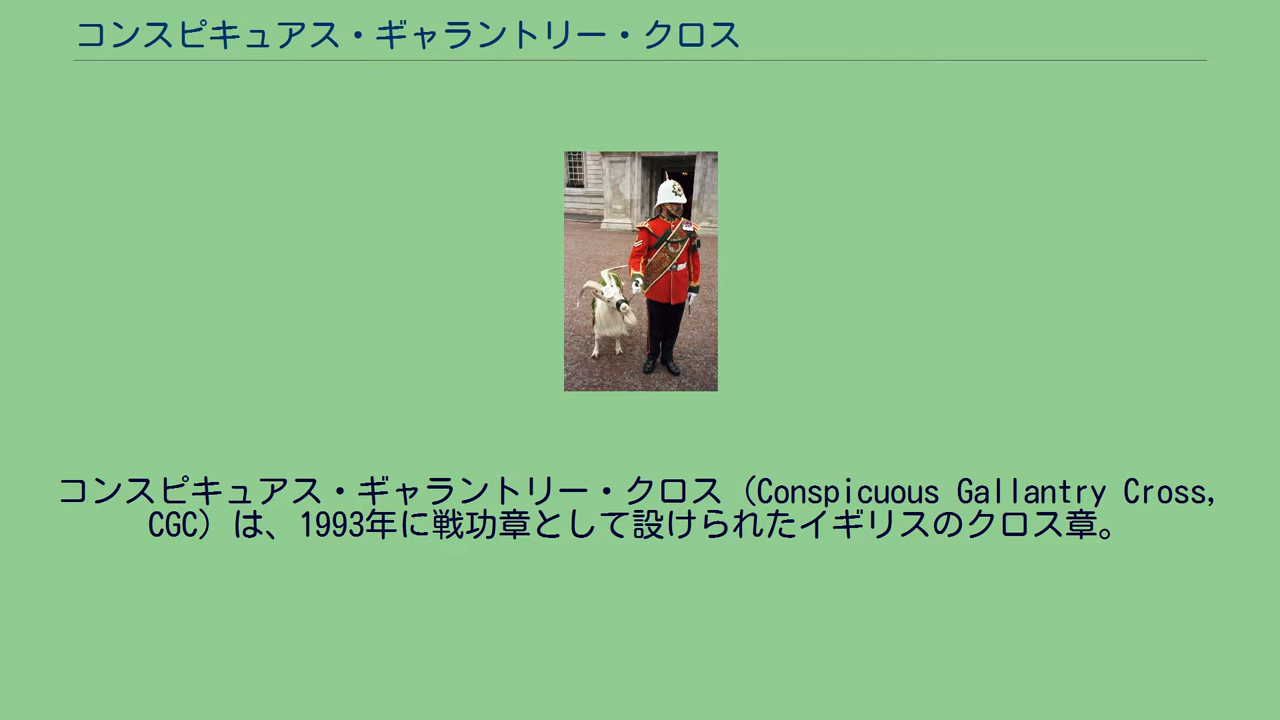 コンスピキュアス・ギャラントリー・クロス
コンスピキュアス・ギャラントリー・クロス（Conspicuous Gallantry Cross,
CGC）は、1993年に戦功章として設けられたイギリスのクロス章。